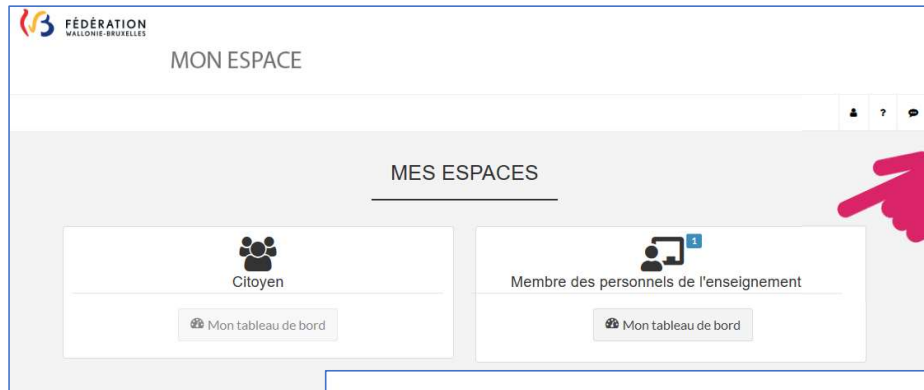 FÉDÉRATION
WALLONIE-BRUXELLES
MON ESPACE
?
MES ESPACES
1
Citoyen
Membre des personnels de l'enseignement
Mon tableau de bord
Mon tableau de bord